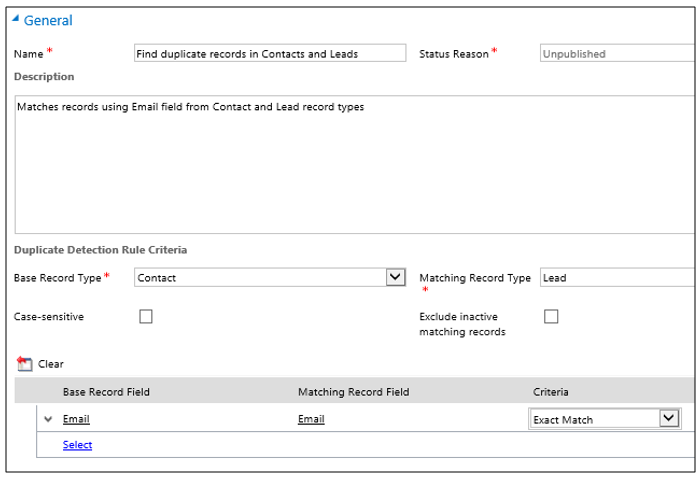 General
Name * Find duplicate records in Contacts and Leads Status Reason * Unpublished
Description
Matches records using Email field from Contact and Lead record types
Duplicate Detection Rule Criteria
Base Record Type * Contact Matching Record Type * Lead
Case-sensitive Exclude inactive
matching records
Clear
Base Record Field Matching Record Field Criteria
Email Email Exact Match
Select